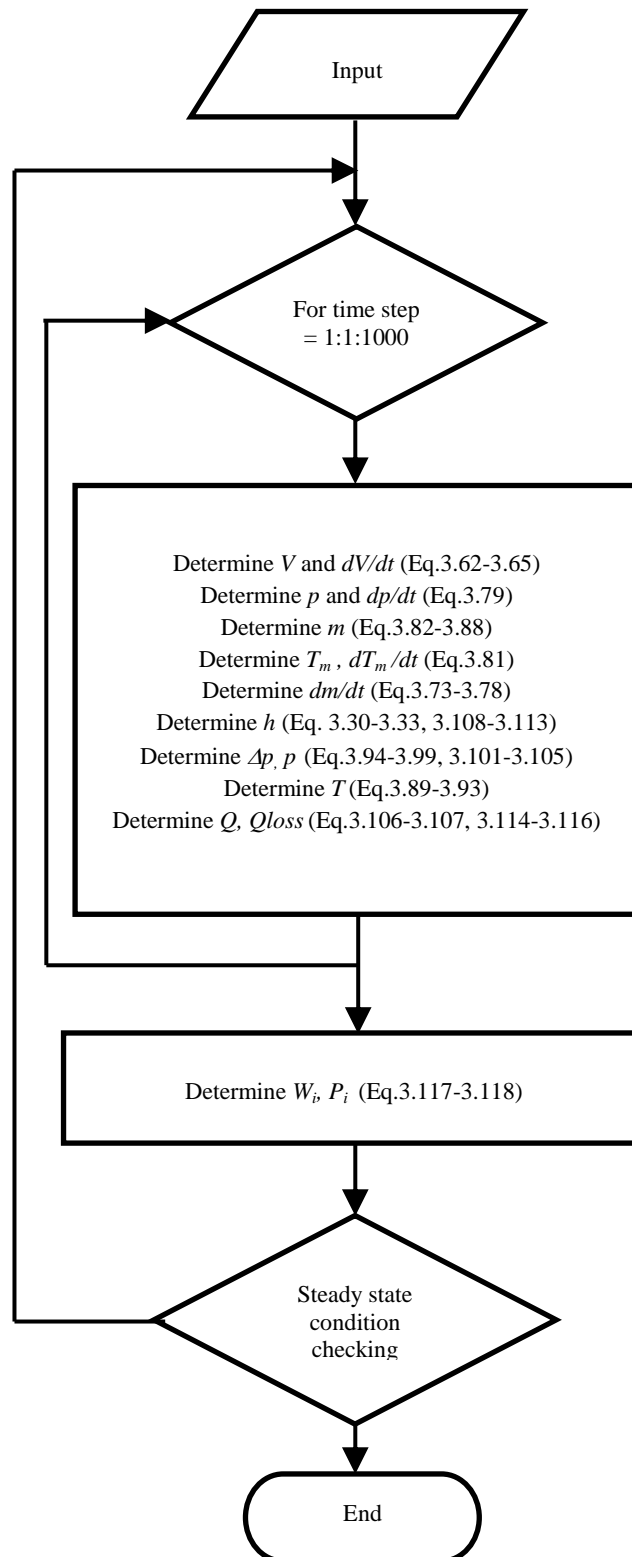 Input
For time step
= 1:1:1000
Determine V and dV/dt (Eq.3.62-3.65)
Determine p and dp/dt (Eq.3.79)
Determine m (Eq.3.82-3.88)
Determine Tm , dTm/dt (Eq.3.81)
Determine dm/dt (Eq.3.73-3.78)
Determine h (Eq. 3.30-3.33, 3.108-3.113)
Determine Δp, p (Eq.3.94-3.99, 3.101-3.105)
Determine T (Eq.3.89-3.93)
Determine Q, Qloss (Eq.3.106-3.107, 3.114-3.116)
Determine Wi, Pi (Eq.3.117-3.118)
Steady state
condition
checking
End